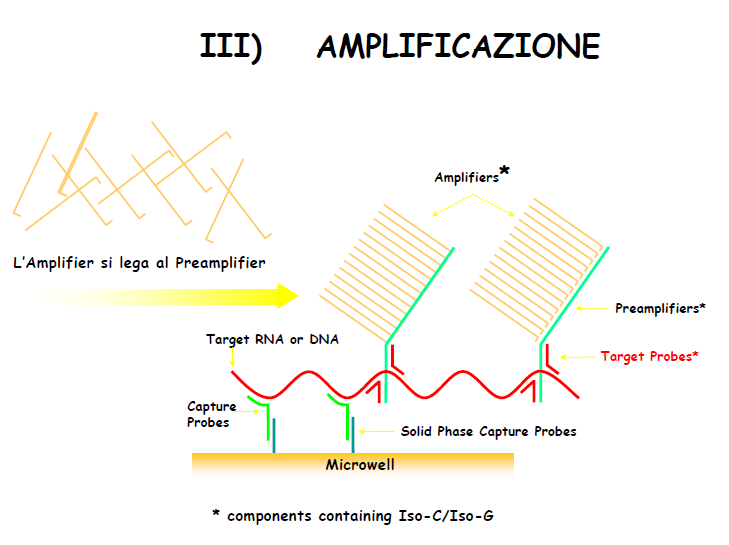 III) AMPLIFICAZIONE
Amplifiers*
L'Amplifier si lega al Preamplifier
Preamplifiers*
Target RNA or DNA
Target Probes*
Capture
Probes
Solid Phase Capture Probes
Microwell
* components containing Iso-C/Iso-G